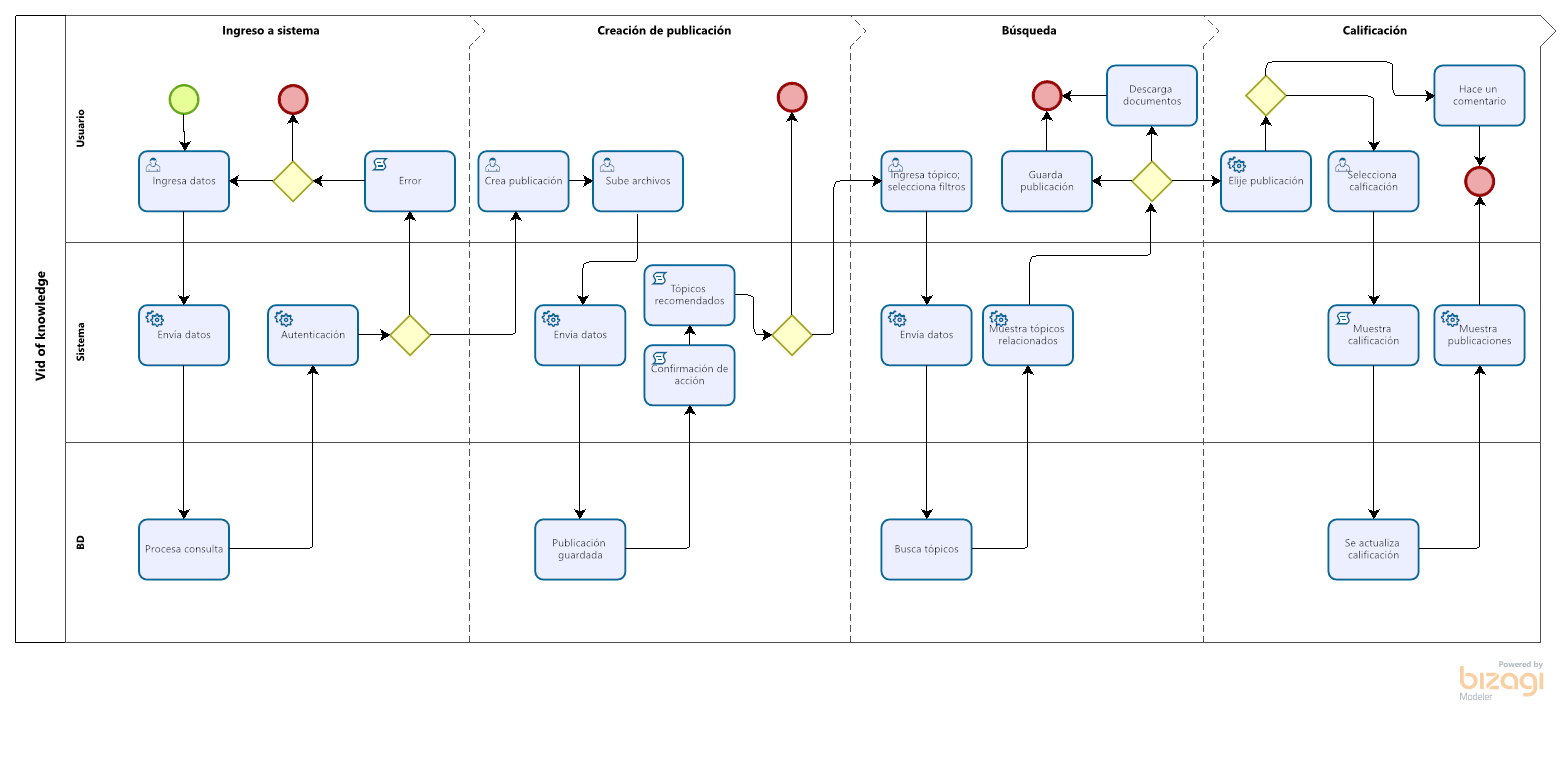 Ingreso a sistema
Creación de publicación
Búsqueda
Calificación
Vid of knowledge
Usuario
Ingresa datos
Error
Crea publicación
Sube archivos
Ingresa tópico;
selecciona filtros
Guarda
publicación
Descarga
documentos
Elije publicación
Selecciona
calficación
Hace un
comentario
Sistema
Envía datos
Autenticación
Envía datos
Tópicos
recomendados
Confirmación de
acción
Envía datos
Muestra tópicos
relacionados
Muestra
calificación
Muestra
publicaciones
BD
Procesa consulta
Publicación
guardada
Busca tópicos
Se actualiza
calificación
Powered by
bizagi
Modeler